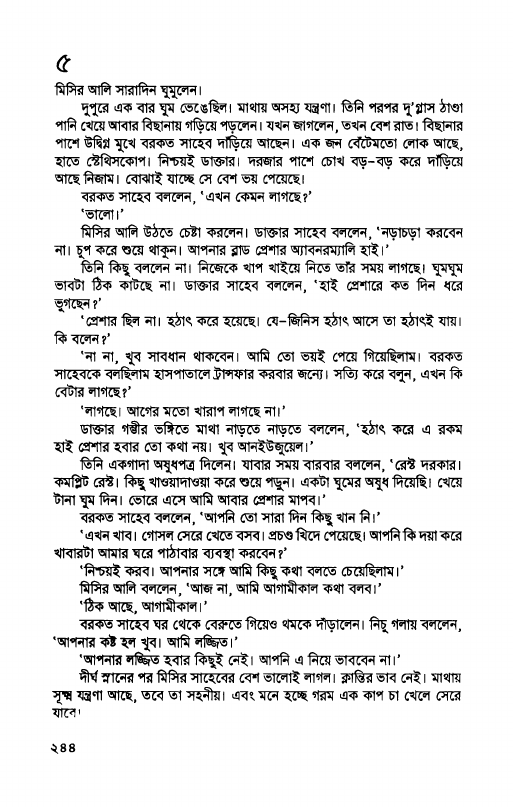 ৫
মিসির আলি সারাদিন ঘুমুলেন।
দুপুরে এক বার ঘুম ভেঙেছিল। মাথায় অসহ্য যন্ত্রণা। তিনি পরপর দু'গ্লাস ঠাণ্ডা
পানি খেয়ে আবার বিছানায় গড়িয়ে পড়লেন। যখন জাগলেন, তখন বেশ রাত। বিছানার
পাশে উদ্বিগ্ন মুখে বরকত সাহেব দাঁড়িয়ে আছেন। এক জন বেঁটেমতো লোক আছে,
হাতে স্টেথিসকোপ। নিশ্চয়ই ডাক্তার। দরজার পাশে চোখ বড়-বড় করে দাঁড়িয়ে
আছে নিজাম। বোঝাই যাচ্ছে সে বেশ ভয় পেয়েছে।
বরকত সাহেব বললেন, 'এখন কেমন লাগছে?'
'ভালো।'
মিসির আলি উঠতে চেষ্টা করলেন। ডাক্তার সাহেব বললেন, 'নড়াচড়া করবেন
না। চুপ করে শুয়ে থাকুন। আপনার ব্লাড প্রেশার অ্যাবনরম্যালি হাই।'
তিনি কিছু বললেন না। নিজেকে খাপ খাইয়ে নিতে তাঁর সময় লাগছে। ঘুমঘুম
ভাবটা ঠিক কাটছে না। ডাক্তার সাহেব বললেন, 'হাই প্রেশারে কত দিন ধরে
ভুগছেন?'
'প্রেশার ছিল না। হঠাৎ করে হয়েছে। যে-জিনিস হঠাৎ আসে তা হঠাৎই যায়।
কি বলেন?'
'না না, খুব সাবধান থাকবেন। আমি তো ভয়ই পেয়ে গিয়েছিলাম। বরকত
সাহেবকে বলছিলাম হাসপাতালে ট্রান্সফার করবার জন্যে। সত্যি করে বলুন, এখন কি
বেটার লাগছে?'
'লাগছে। আগের মতো খারাপ লাগছে না।'
ডাক্তার গম্ভীর ভঙ্গিতে মাথা নাড়তে নাড়তে বললেন, 'হঠাৎ করে এ রকম
হাই প্রেশার হবার তো কথা নয়। খুব আনইউজুয়েল।'
তিনি একগাদা অষুধপত্র দিলেন। যাবার সময় বারবার বললেন, 'রেস্ট দরকার।
কমপ্লিট রেস্ট। কিছু খাওয়াদাওয়া করে শুয়ে পড়ুন। একটা ঘুমের অষুধ দিয়েছি। খেয়ে
টানা ঘুম দিন। ভোরে এসে আমি আবার প্রেশার মাপব।'
বরকত সাহেব বললেন, 'আপনি তো সারা দিন কিছু খান নি।'
'এখন খাব। গোসল সেরে খেতে বসব। প্রচণ্ড খিদে পেয়েছে। আপনি কি দয়া করে
খাবারটা আমার ঘরে পাঠাবার ব্যবস্থা করবেন?'
'নিশ্চয়ই করব। আপনার সঙ্গে আমি কিছু কথা বলতে চেয়েছিলাম।'
মিসির আলি বললেন, 'আজ না, আমি আগামীকাল কথা বলব।'
'ঠিক আছে, আগামীকাল।'
বরকত সাহেব ঘর থেকে বেরুতে গিয়েও থমকে দাঁড়ালেন। নিচু গলায় বললেন,
'আপনার কষ্ট হল খুব। আমি লজ্জিত।'
'আপনার লজ্জিত হবার কিছুই নেই। আপনি এ নিয়ে ভাববেন না।'
দীর্ঘ স্নানের পর মিসির সাহেবের বেশ ভালোই লাগল। ক্লান্তির ভাব নেই। মাথায়
সূক্ষ্ম যন্ত্রণা আছে, তবে তা সহনীয়। এবং মনে হচ্ছে গরম এক কাপ চা খেলে সেরে
যাবে।
২৪৪